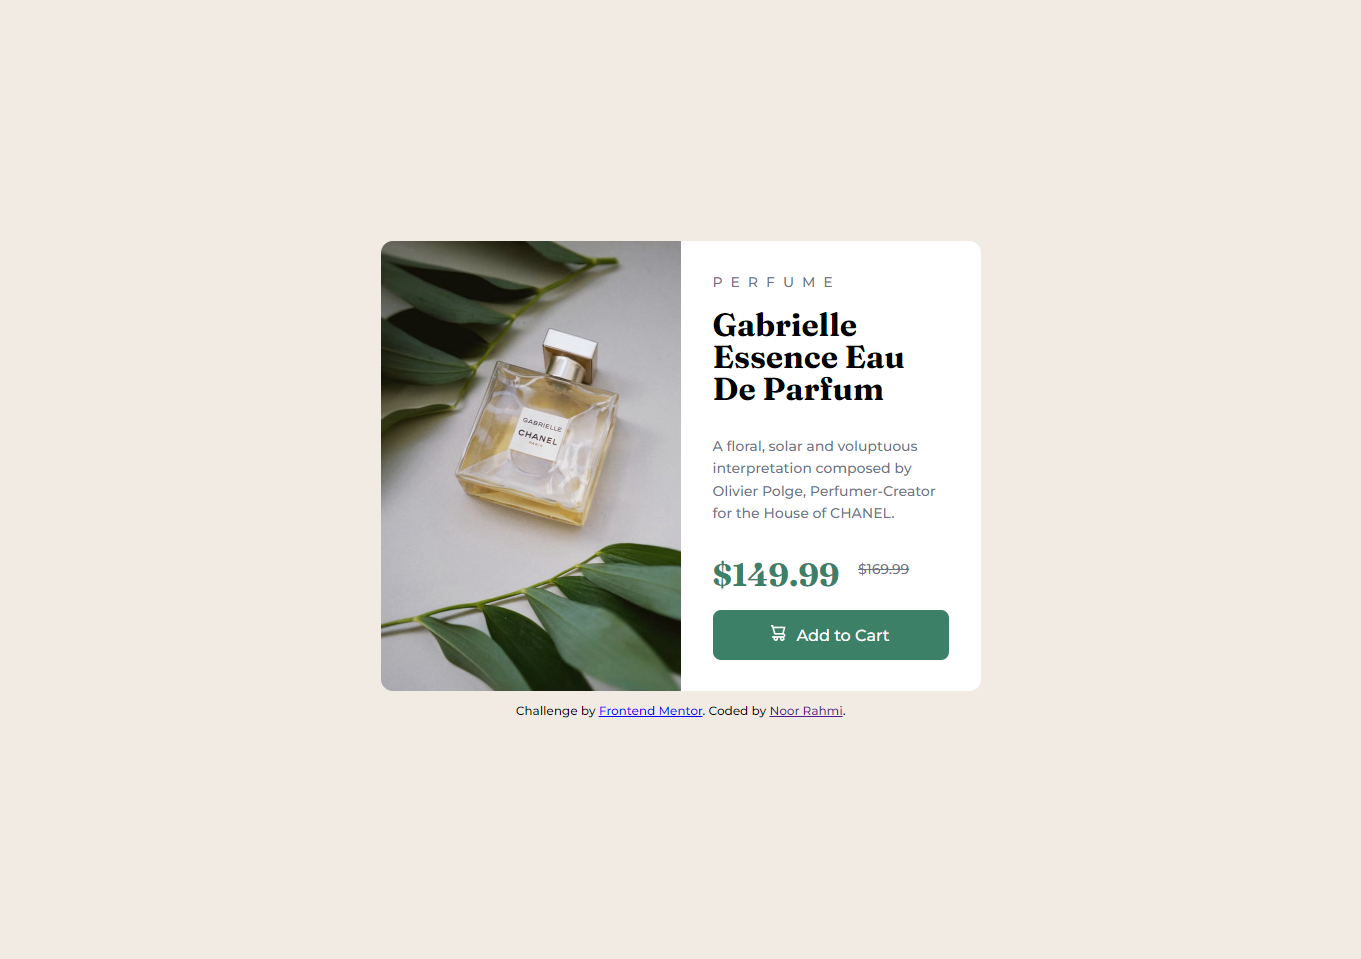 GABRIELLE
CHANEL
PARIS
PERFUME
Gabrielle
Essence Eau
De Parfum
A floral, solar and voluptuous
interpretation composed by
Olivier Polge, Perfumer-Creator
for the House of CHANEL.
$149.99 $169.99
Add to Cart
Challenge by Frontend Mentor. Coded by Noor Rahmi.